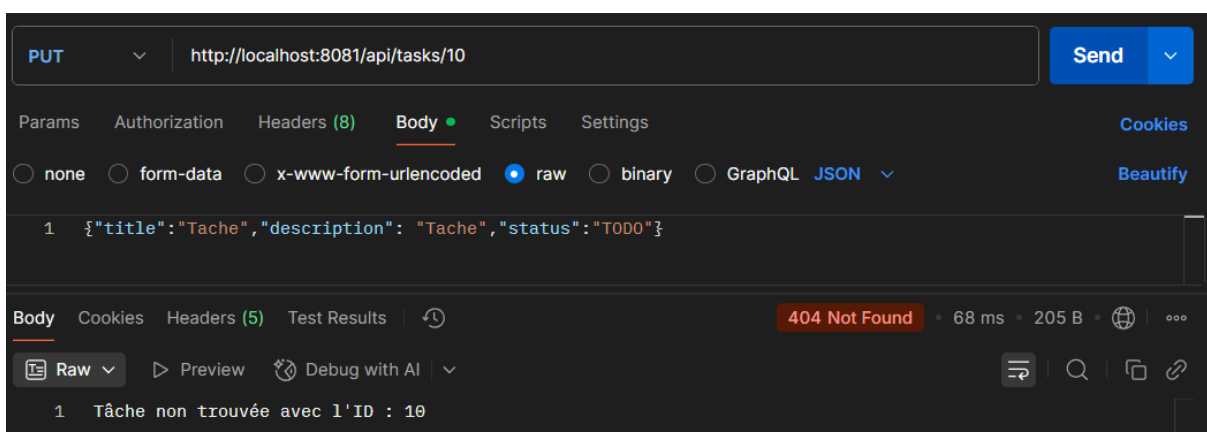 PUT http://localhost:8081/api/tasks/10 Send
Params Authorization Headers (8) Body Scripts Settings Cookies
none form-data x-www-form-urlencoded raw binary GraphQL JSON Beautify
1 {"title":"Tache","description": "Tache","status":"TODO"}
Body Cookies Headers (5) Test Results 404 Not Found 68 ms 205 B
Raw Preview Debug with AI
1 Tâche non trouvée avec l'ID : 10